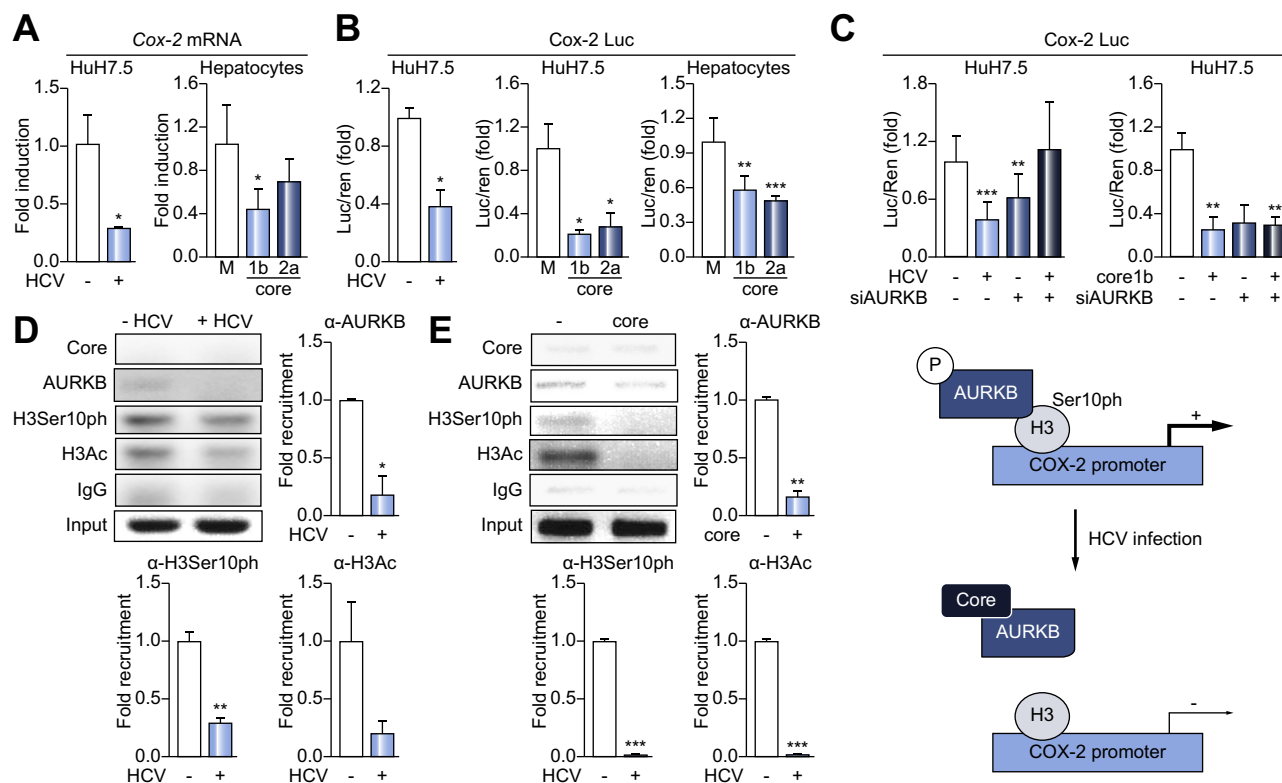 A
Cox-2 mRNA
HuH7.5
Hepatocytes
Fold induction
1.5
1.0
0.5
0.0
*
HCV - +
Fold induction
1.6
1.2
0.8
0.4
0.0
*
M 1b 2a
core
B
Cox-2 Luc
HuH7.5
HuH7.5
Hepatocytes
Luc/ren (fold)
1.2
0.9
0.6
0.3
0.0
*
HCV - +
Luc/ren (fold)
1.6
1.2
0.8
0.4
0.0
* *
M 1b 2a
core
Luc/ren (fold)
1.50
1.25
1.00
0.75
0.50
0.25
0.00
** ***
M 1b 2a
core
C
Cox-2 Luc
HuH7.5
HuH7.5
Luc/Ren (fold)
1.8
1.2
0.6
0.0
*** **
HCV - + - +
siAURKB - - + +
Luc/Ren (fold)
1.6
1.2
0.8
0.4
0.0
** **
core1b - + - +
siAURKB - - + +
D
- HCV + HCV
Core
AURKB
H3Ser10ph
H3Ac
IgG
Input
α-AURKB
Fold recruitment
1.5
1.0
0.5
0.0
*
HCV - +
α-H3Ser10ph
Fold recruitment
1.5
1.0
0.5
0.0
**
HCV - +
α-H3Ac
Fold recruitment
1.5
1.0
0.5
0.0
HCV - +
E
- core
Core
AURKB
H3Ser10ph
H3Ac
IgG
Input
α-AURKB
Fold recruitment
1.5
1.0
0.5
0.0
**
core - +
α-H3Ser10ph
Fold recruitment
1.5
1.0
0.5
0.0
***
HCV - +
α-H3Ac
Fold recruitment
1.5
1.0
0.5
0.0
***
HCV - +
P
AURKB
Ser10ph
H3
+
COX-2 promoter
HCV infection
Core
AURKB
H3
-
COX-2 promoter